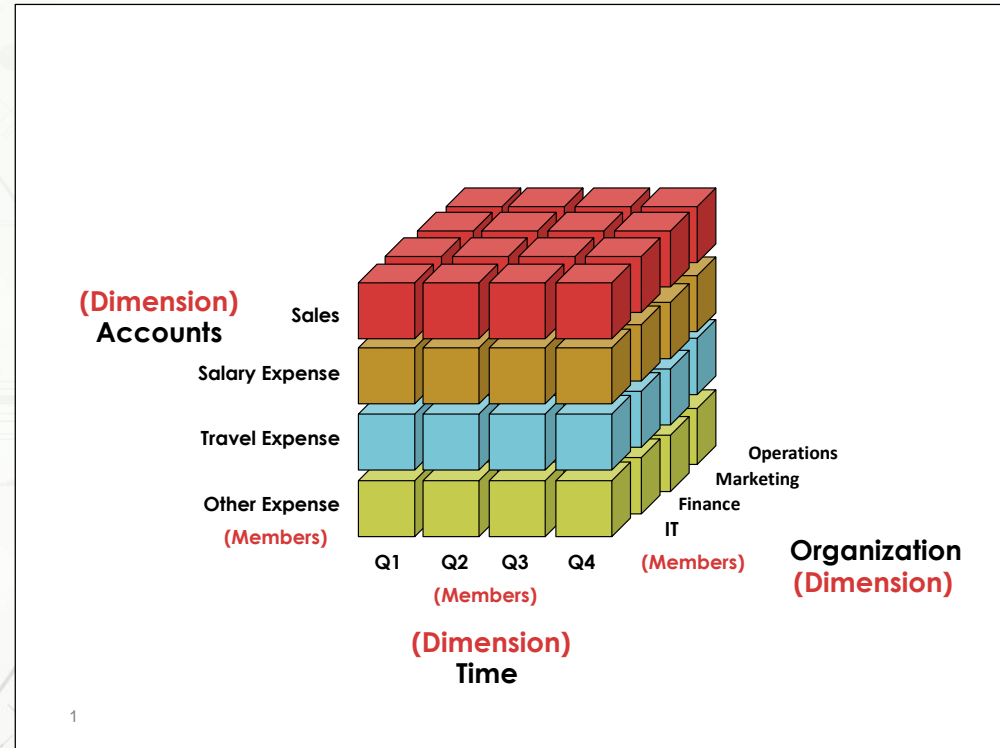 (Dimension)
Accounts
Sales
Salary Expense
Travel Expense
Other Expense
(Members)
Q1 Q2 Q3 Q4
(Members)
(Dimension)
Time
Operations
Marketing
Finance
IT
(Members)
Organization
(Dimension)
1